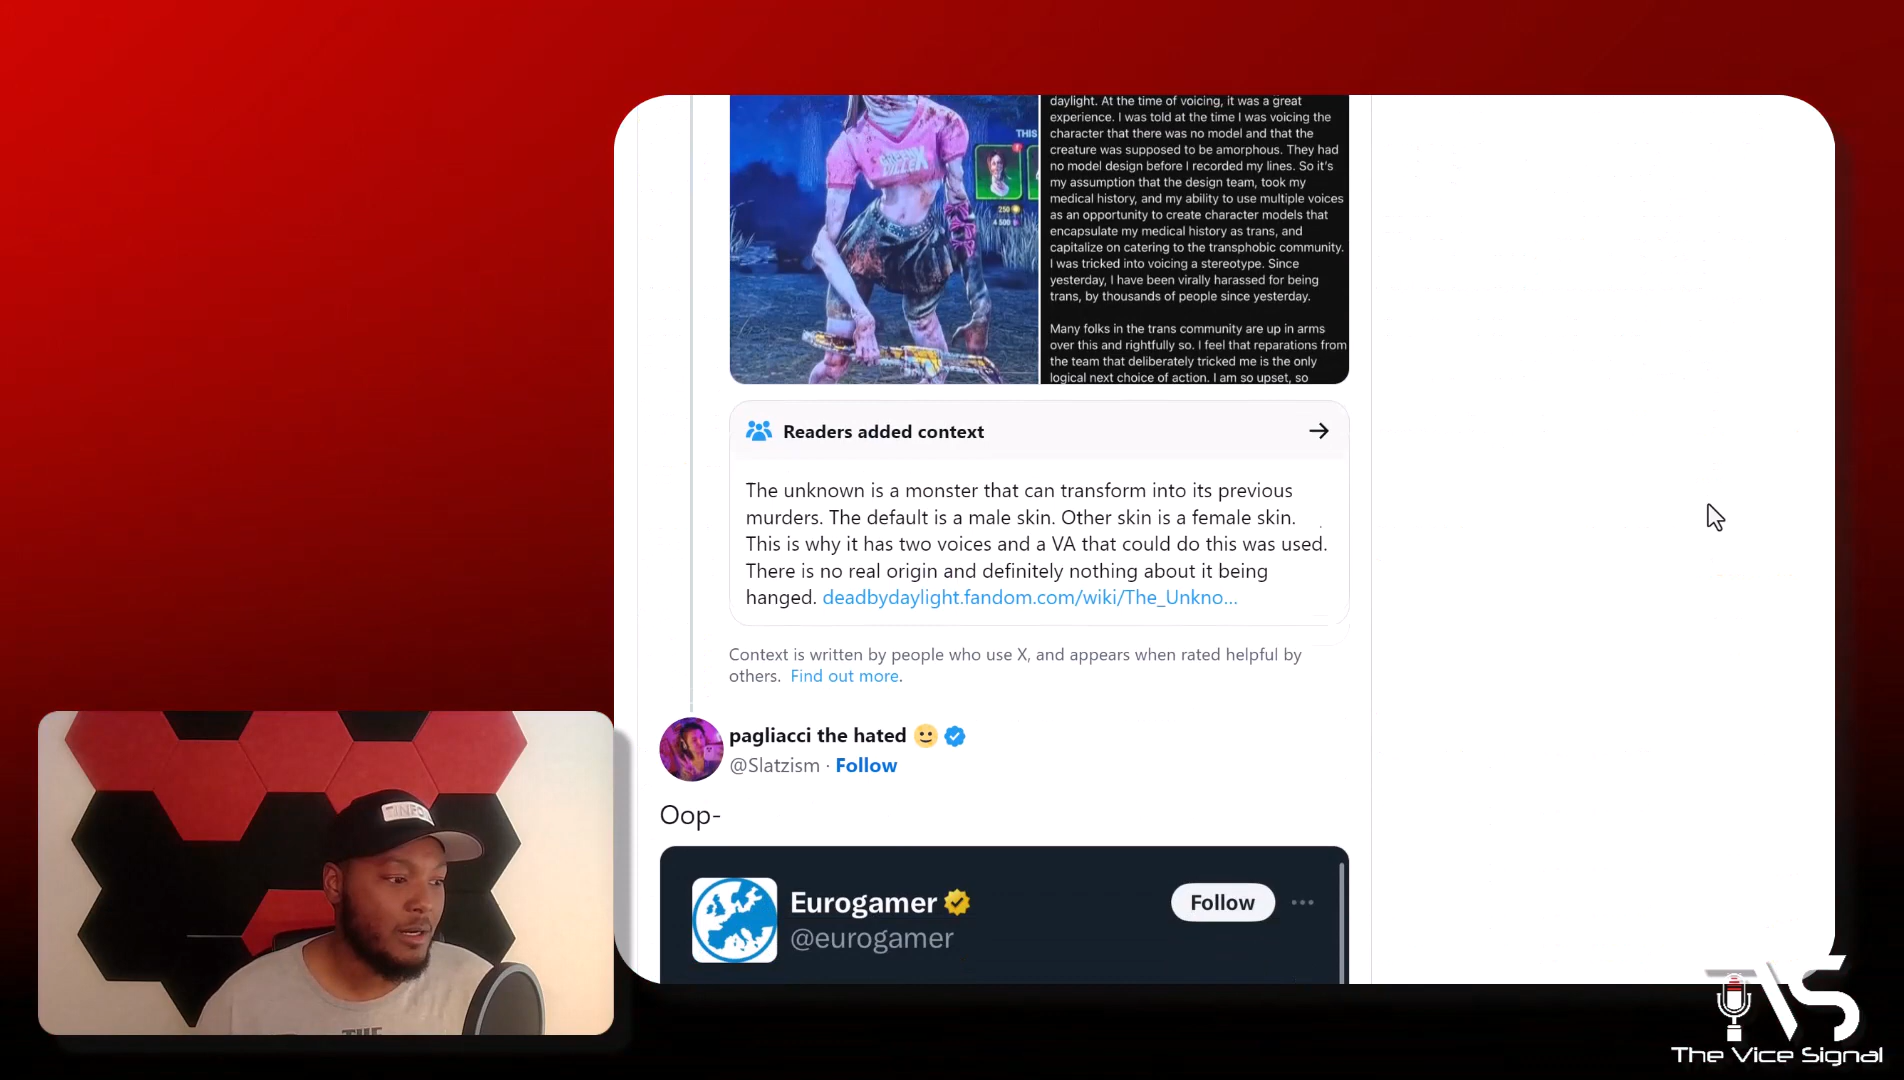 daylight. At the time of voicing, it was a great
experience. I was told at the time I was voicing the
character that there was no model and that the
creature was supposed to be amorphous. They had
no model design before I recorded my lines. So it's
my assumption that the design team, took my
medical history, and my ability to use multiple voices
as an opportunity to create character models that
encapsulate my medical history as trans, and
capitalize on catering to the transphobic community.
I was tricked into voicing a stereotype. Since
yesterday, I have been virally harassed for being
trans, by thousands of people since yesterday.
Many folks in the trans community are up in arms
over this and rightfully so. I feel that reparations from
the team that deliberately tricked me is the only
logical next choice of action. I am so upset, so
THIS
250
4 500
Readers added context
The unknown is a monster that can transform into its previous
murders. The default is a male skin. Other skin is a female skin.
This is why it has two voices and a VA that could do this was used.
There is no real origin and definitely nothing about it being
hanged. deadbydaylight.fandom.com/wiki/The_Unkno...
Context is written by people who use X, and appears when rated helpful by
others. Find out more.
pagliacci the hated
@Slatzism · Follow
Oop-
Eurogamer
@eurogamer
Follow
THE
TVS
The Vice Signal